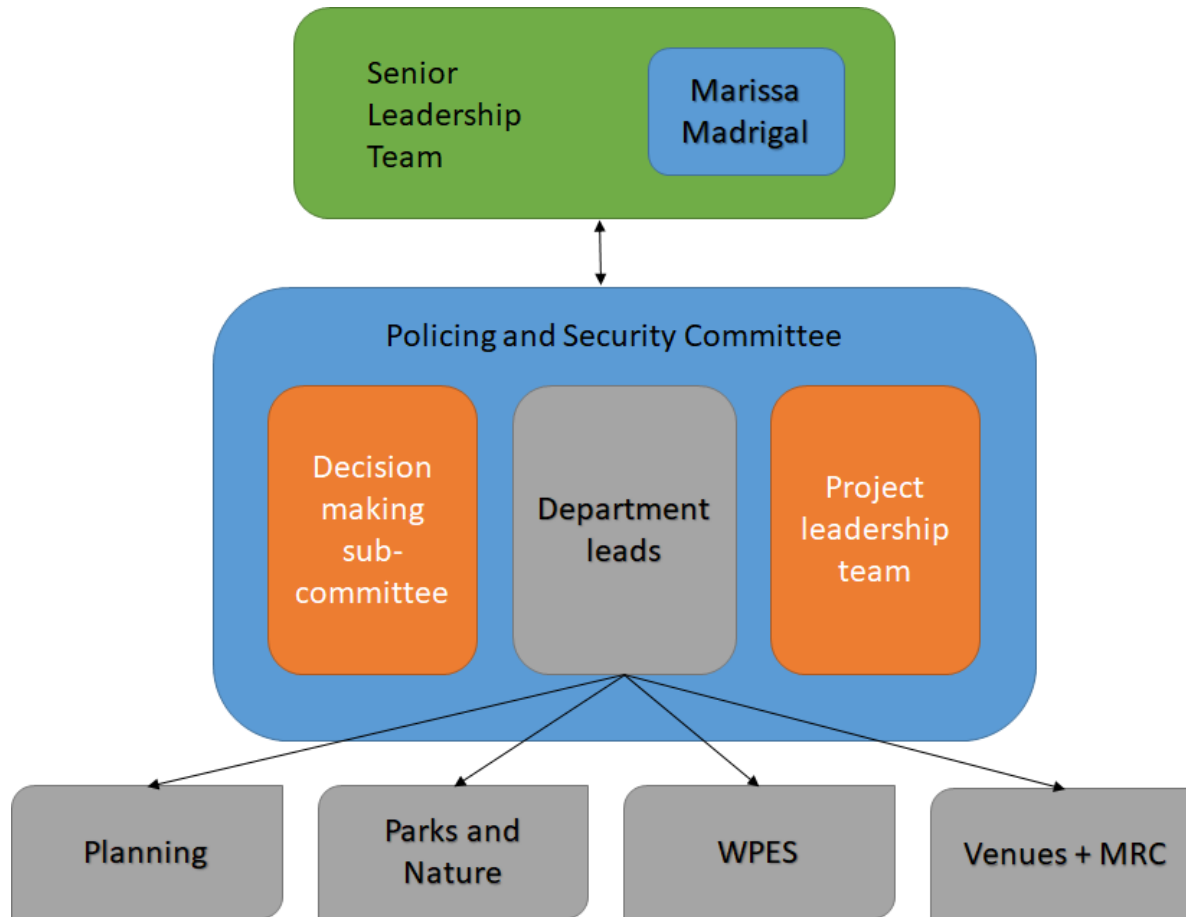 Senior
Leadership
Team
Marissa
Madrigal
Policing and Security Committee
Decision
making
sub-
committee
Department
leads
Project
leadership
team
Planning
Parks and
Nature
WPES
Venues + MRC